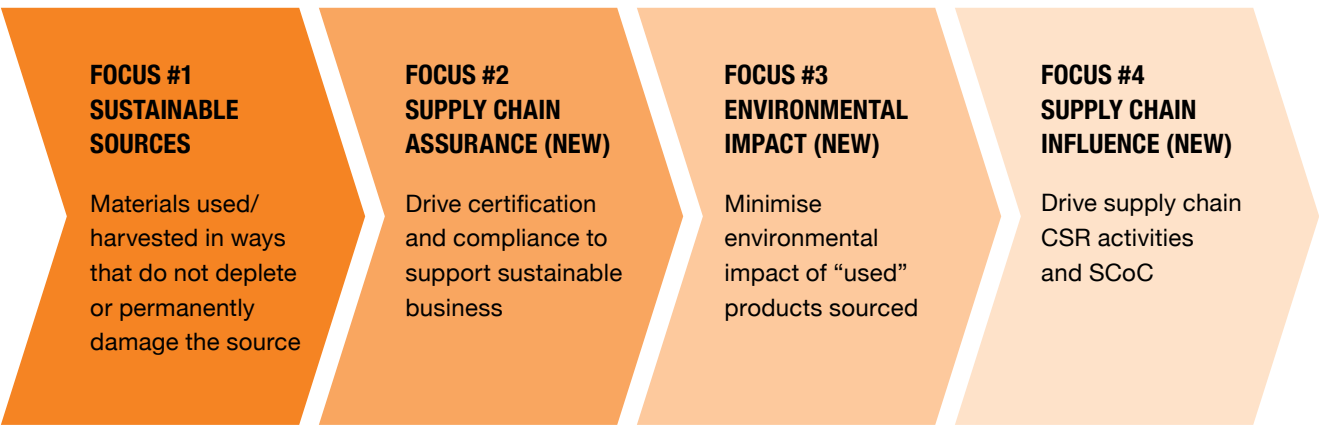 FOCUS #1
SUSTAINABLE
SOURCES
Materials used/
harvested in ways
that do not deplete
or permanently
damage the source
FOCUS #2
SUPPLY CHAIN
ASSURANCE (NEW)
Drive certification
and compliance to
support sustainable
business
FOCUS #3
ENVIRONMENTAL
IMPACT (NEW)
Minimise
environmental
impact of “used”
products sourced
FOCUS #4
SUPPLY CHAIN
INFLUENCE (NEW)
Drive supply chain
CSR activities
and SCoC